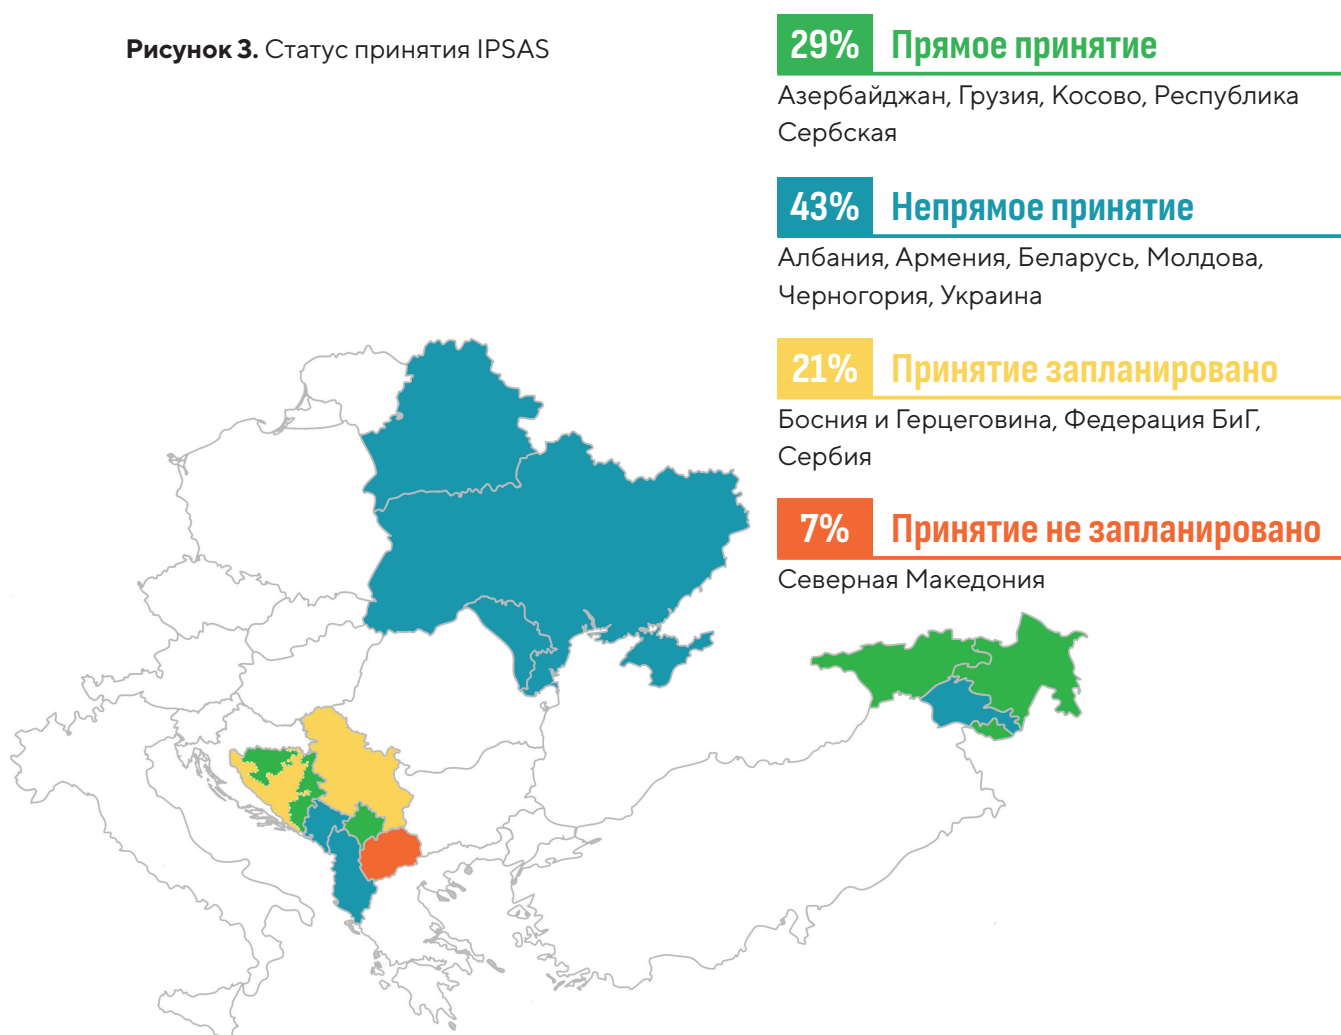 Рисунок 3. Статус принятия IPSAS
29% Прямое принятие
Азербайджан, Грузия, Косово, Республика
Сербская
43% Непрямое принятие
Албания, Армения, Беларусь, Молдова,
Черногория, Украина
21% Принятие запланировано
Босния и Герцеговина, Федерация БиГ,
Сербия
7% Принятие не запланировано
Северная Македония